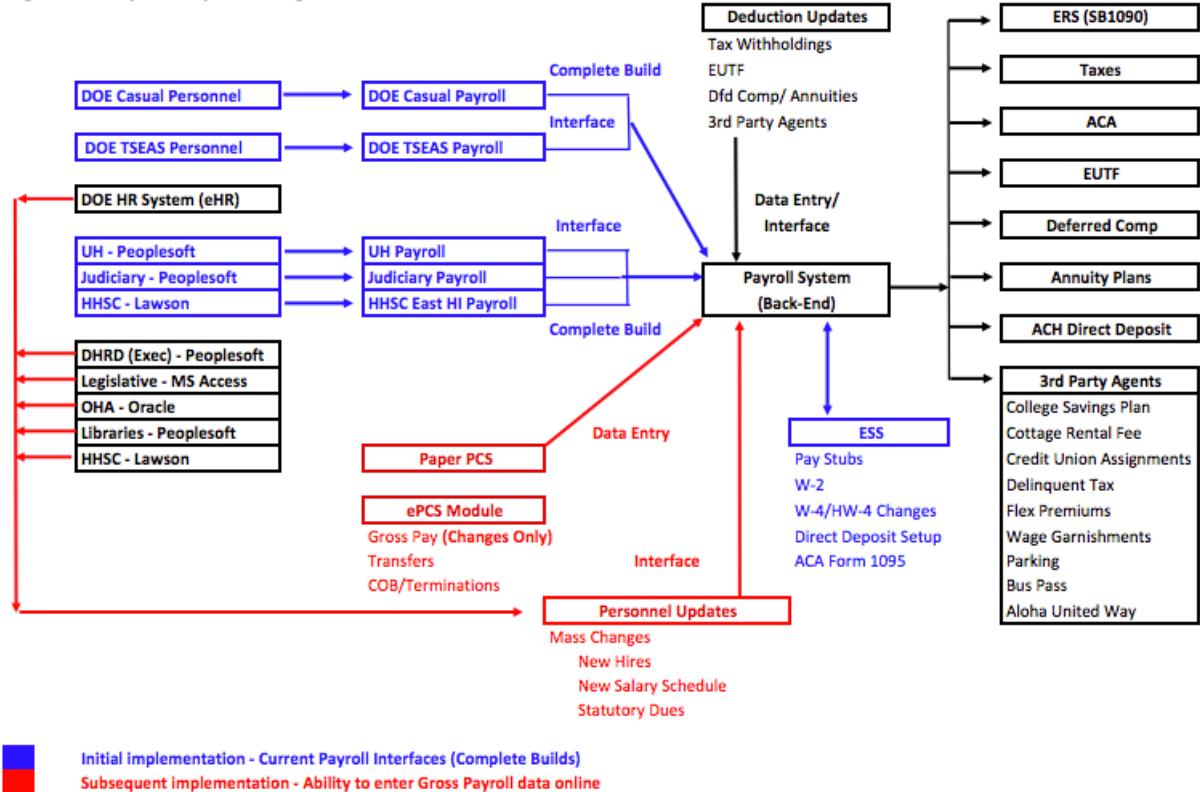 Deduction Updates
Tax Withholdings
EUTF
Dfd Comp/ Annuities
3rd Party Agents
Data Entry/
Interface
Complete Build
Interface
DOE Casual Personnel
DOE Casual Payroll
DOE TSEAS Personnel
DOE TSEAS Payroll
DOE HR System (eHR)
Interface
UH - Peoplesoft
UH Payroll
Judiciary - Peoplesoft
Judiciary Payroll
HHSC - Lawson
HHSC East HI Payroll
Complete Build
Payroll System
(Back-End)
DHRD (Exec) - Peoplesoft
Legislative - MS Access
OHA - Oracle
Libraries - Peoplesoft
HHSC - Lawson
Data Entry
Paper PCS
ePCS Module
Gross Pay (Changes Only)
Transfers
COB/Terminations
Interface
Personnel Updates
Mass Changes
New Hires
New Salary Schedule
Statutory Dues
ESS
Pay Stubs
W-2
W-4/HW-4 Changes
Direct Deposit Setup
ACA Form 1095
ERS (SB1090)
Taxes
ACA
EUTF
Deferred Comp
Annuity Plans
ACH Direct Deposit
3rd Party Agents
College Savings Plan
Cottage Rental Fee
Credit Union Assignments
Delinquent Tax
Flex Premiums
Wage Garnishments
Parking
Bus Pass
Aloha United Way
Initial implementation - Current Payroll Interfaces (Complete Builds)
Subsequent implementation - Ability to enter Gross Payroll data online